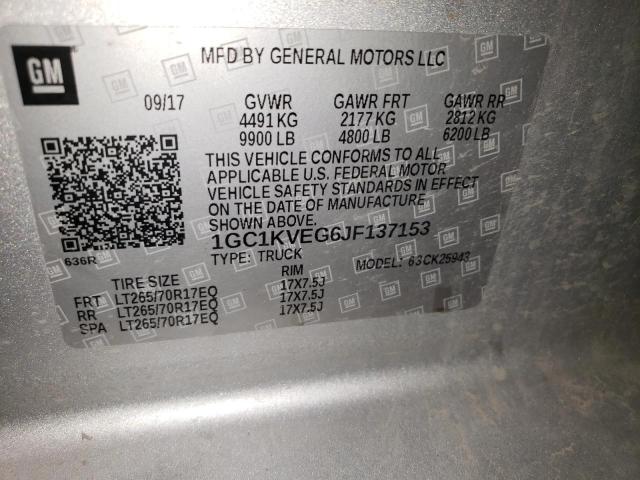 GM
MFD BY GENERAL MOTORS LLC
09/17 GVWR GAWR FRT GAWR RR
4491 KG 2177 KG 2812 KG
9900 LB 4800 LB 6200 LB
THIS VEHICLE CONFORMS TO ALL
APPLICABLE U.S. FEDERAL MOTOR
VEHICLE SAFETY STANDARDS IN EFFECT
ON THE DATE OF MANUFACTURE
SHOWN ABOVE.
636R 1GC1KVEG6JF137153
TYPE: TRUCK MODEL: 63CK25943
TIRE SIZE RIM
FRT LT265/70R17EQ 17X7.5J
RR LT265/70R17EQ 17X7.5J
SPA LT265/70R17EQ 17X7.5J